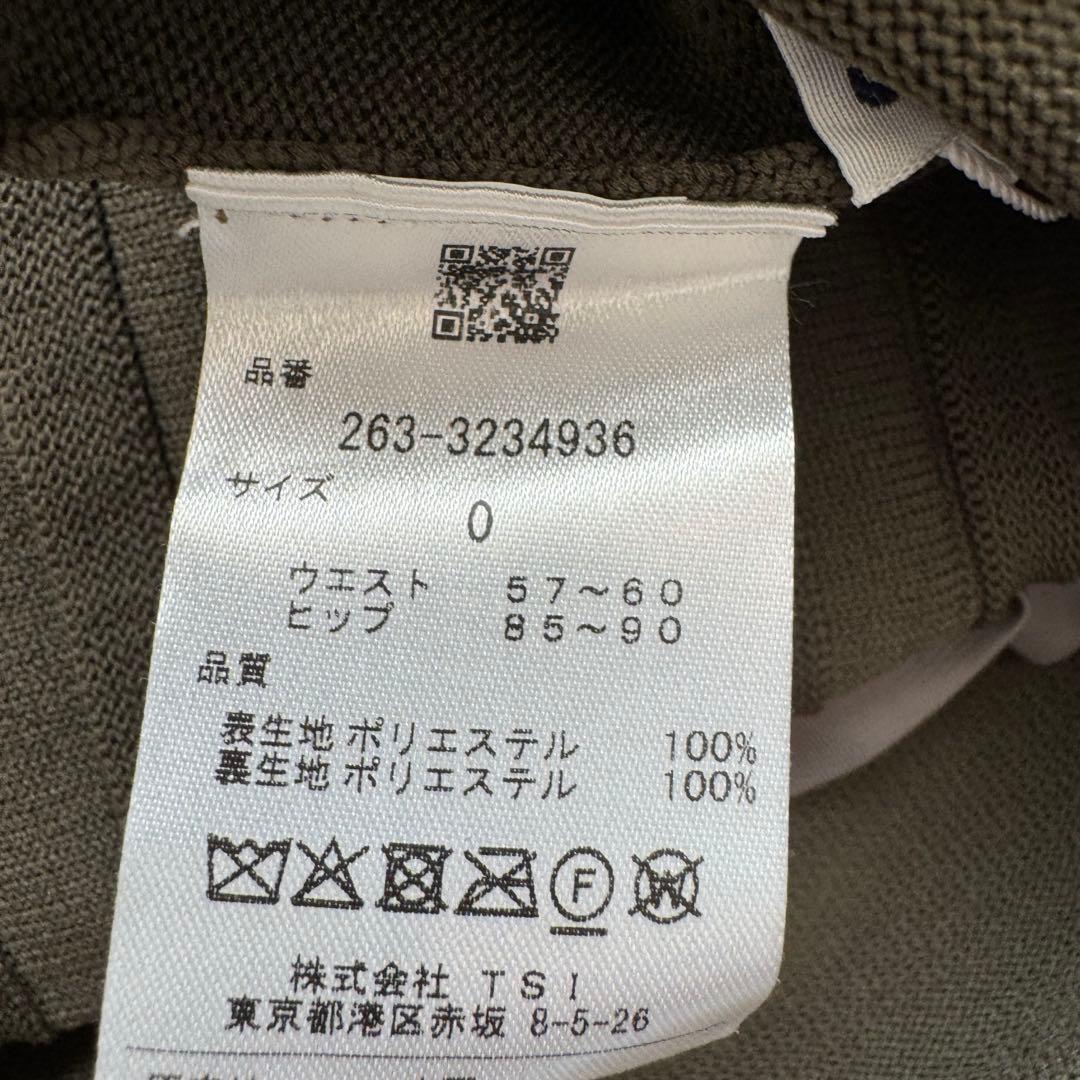 品番
263-3234936
サイズ
0
ウエスト 57～60
ヒップ 85～90
品質
表生地 ポリエステル 100%
裏生地 ポリエステル 100%
F
W
株式会社 TSI
東京都港区赤坂 8-5-26